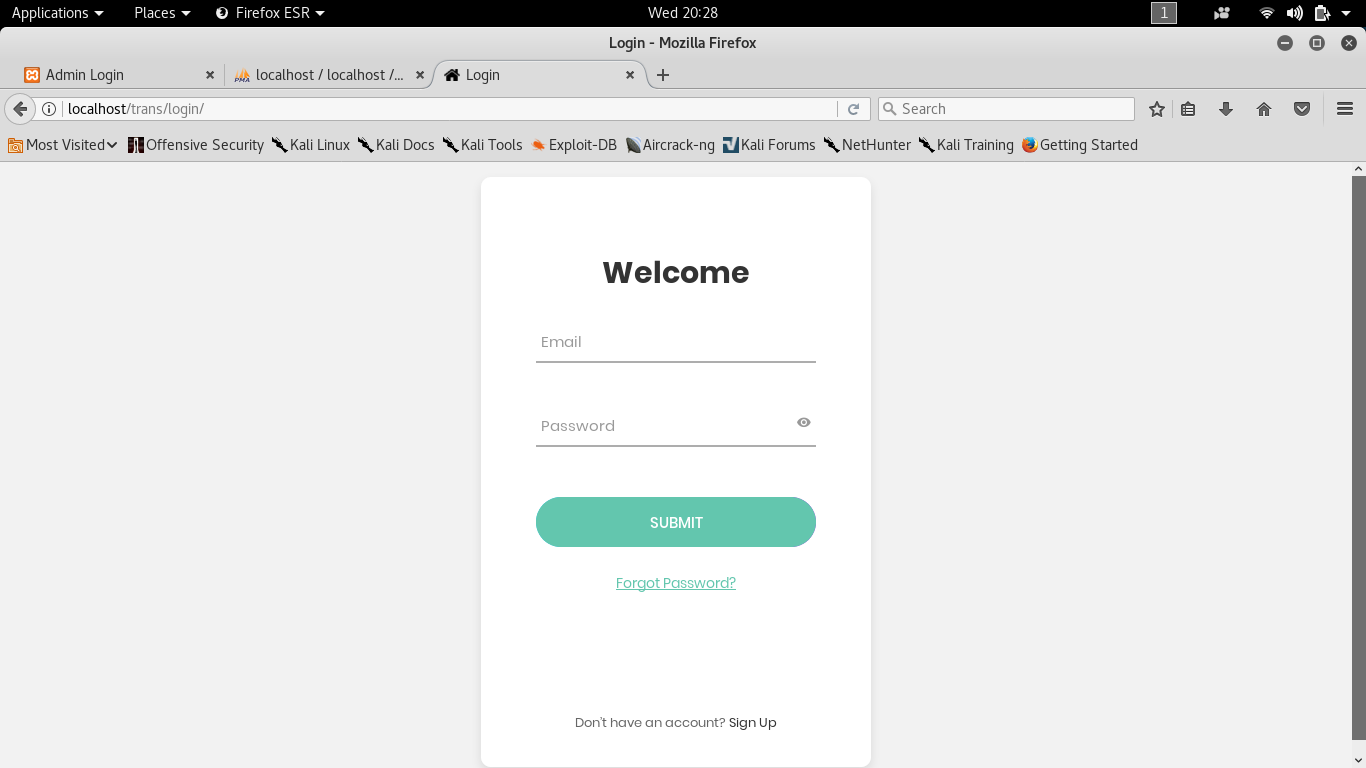 Applications Places Firefox ESR Wed 20:28 1
Login - Mozilla Firefox
Admin Login localhost / localhost /... Login
PMA
localhost/trans/login/ Search
Most Visited Offensive Security Kali Linux Kali Docs Kali Tools Exploit-DB Aircrack-ng Kali Forums NetHunter Kali Training Getting Started
Welcome
Email
Password
SUBMIT
Forgot Password?
Don't have an account? Sign Up